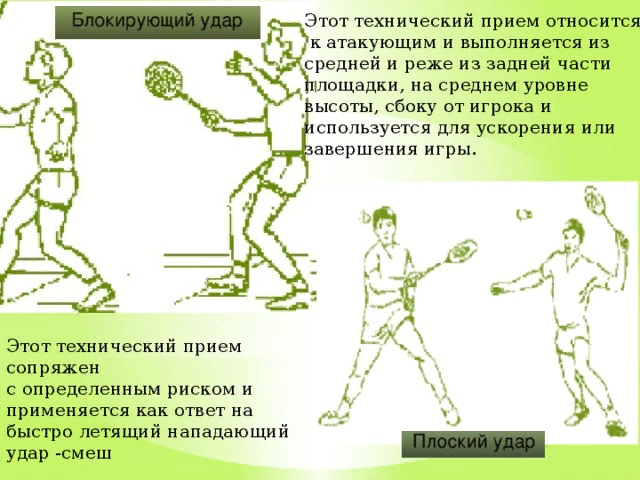 Блокирующий удар
Этот технический прием относится
к атакующим и выполняется из
средней и реже из задней части
площадки, на среднем уровне
высоты, сбоку от игрока и
используется для ускорения или
завершения игры.
Этот технический прием
сопряжен
с определенным риском и
применяется как ответ на
быстро летящий нападающий
удар -смеш
Плоский удар